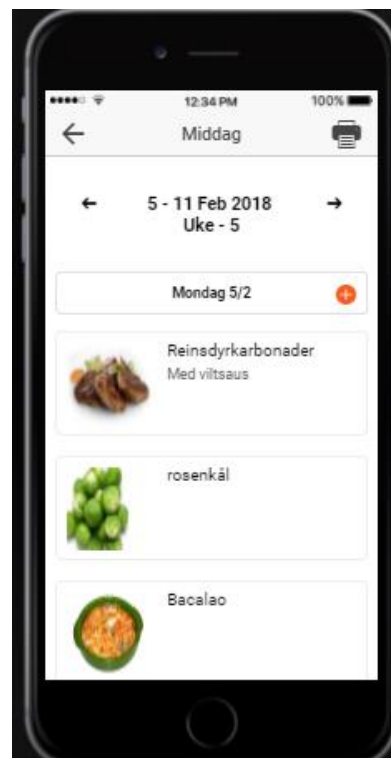 12:34 PM 100%
Middag
5 - 11 Feb 2018
Uke - 5
Mondag 5/2
Reinsdyrkarbonader
Med viltsaus
rosenkål
Bacalao